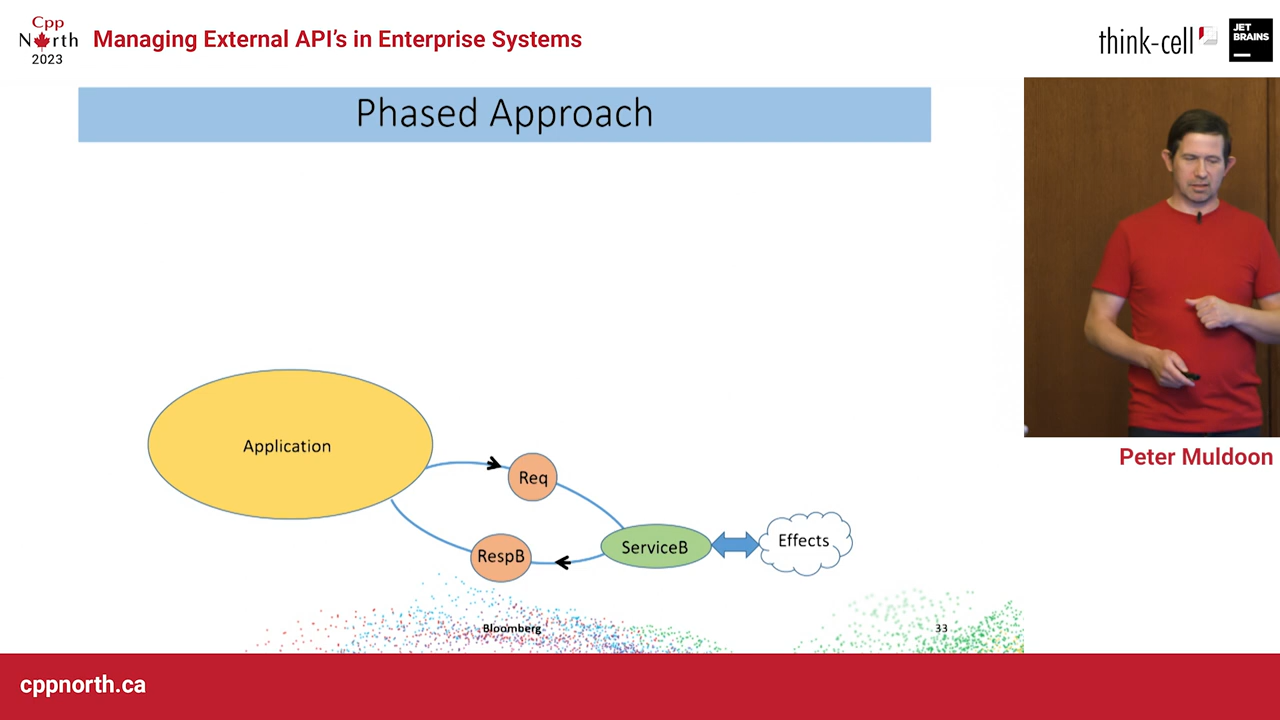 Cpp
North
2023
Managing External API's in Enterprise Systems
think-cell
JET
BRAINS
Phased Approach
Application
Req
RespB
ServiceB
Effects
Bloomberg
33
Peter Muldoon
cppnorth.ca